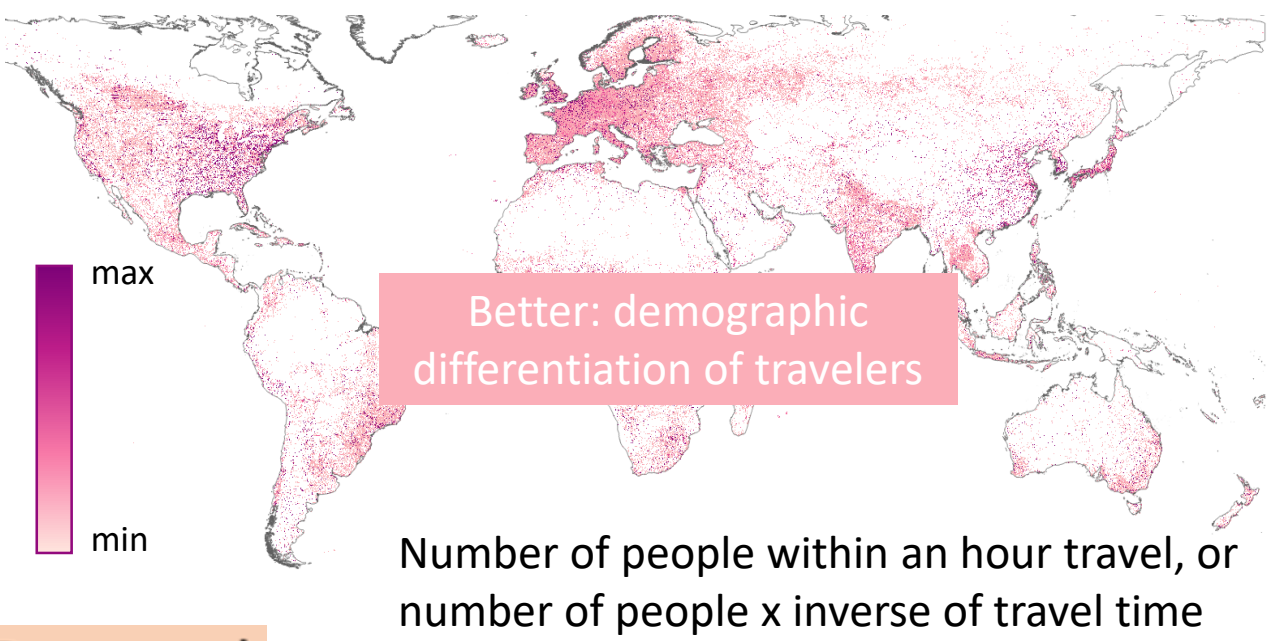 max
Better: demographic
differentiation of travelers
min
Number of people within an hour travel, or
number of people x inverse of travel time